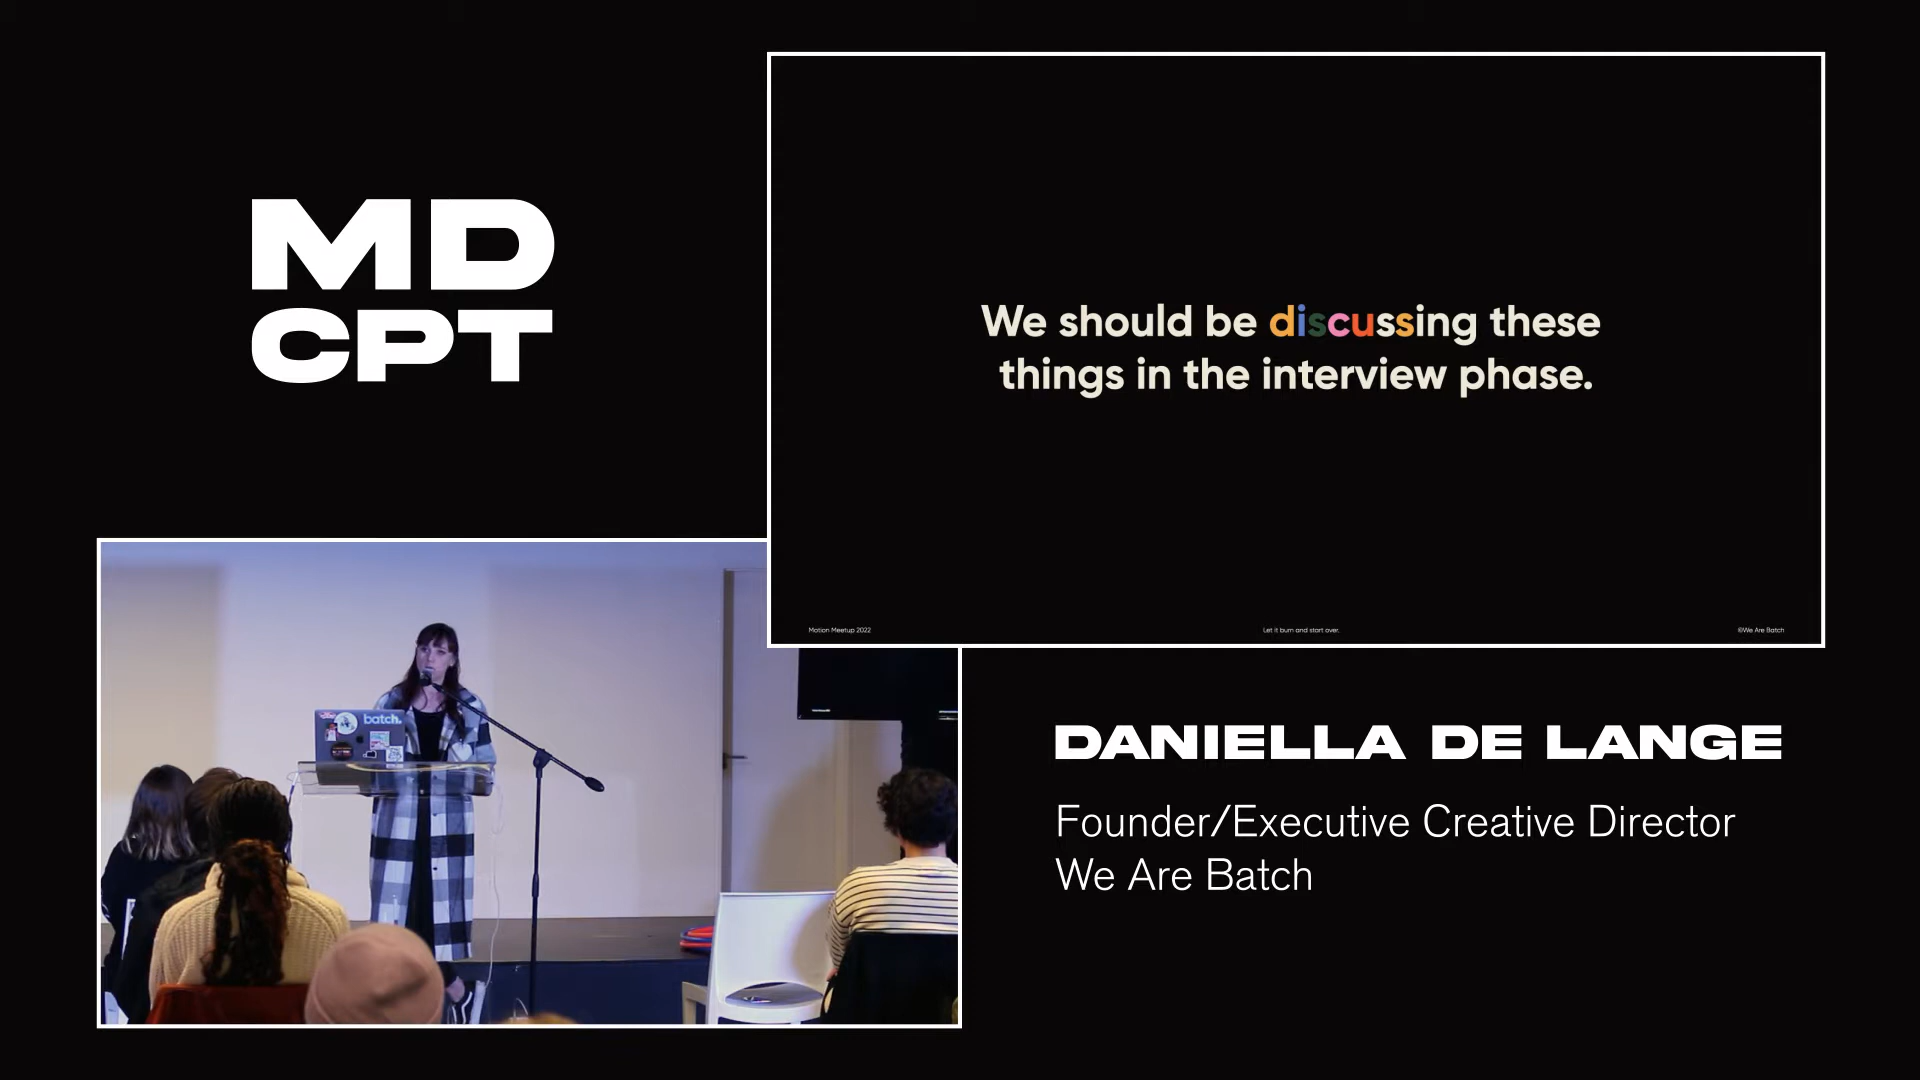 MD
CPT
We should be discussing these
things in the interview phase.
Motion Meetup 2022
Let it burn and start over.
©We Are Batch
batch.
DANIELLA DE LANGE
Founder/Executive Creative Director
We Are Batch